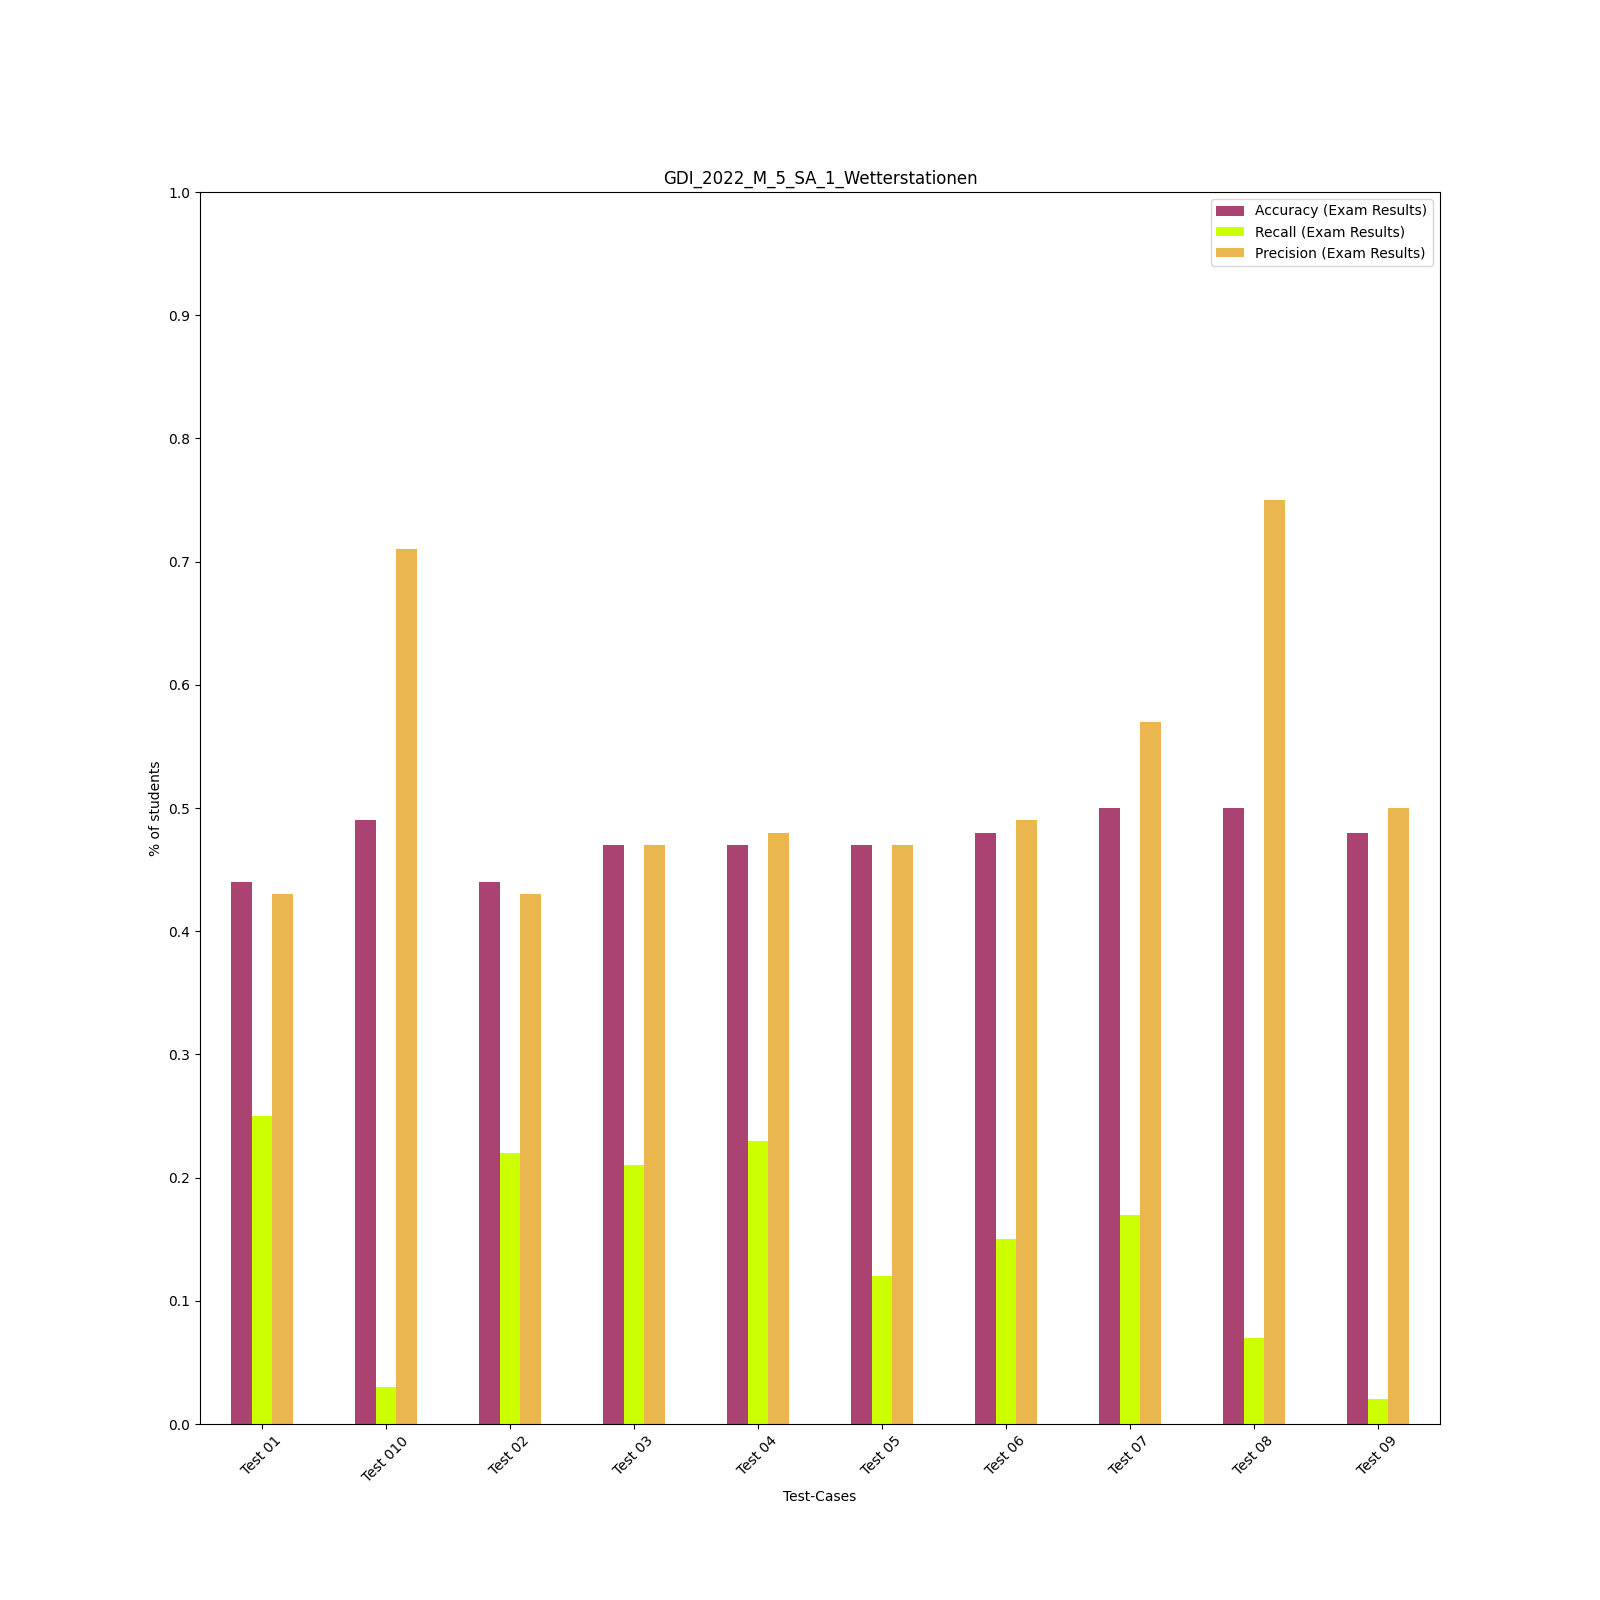 GDI_2022_M_5_SA_1_Wetterstationen
Accuracy (Exam Results)
Recall (Exam Results)
Precision (Exam Results)
% of students
1.0
0.9
0.8
0.7
0.6
0.5
0.4
0.3
0.2
0.1
0.0
Test 01
Test 010
Test 02
Test 03
Test 04
Test 05
Test 06
Test 07
Test 08
Test 09
Test-Cases